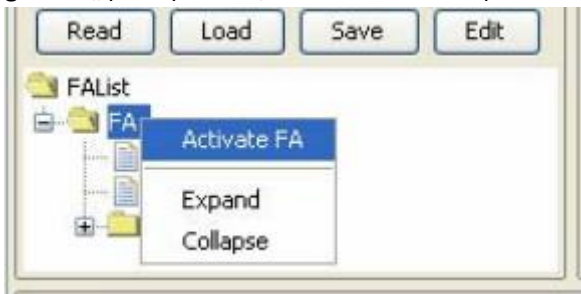 Read Load Save Edit
FAList
FA
Activate FA
Expand
Collapse